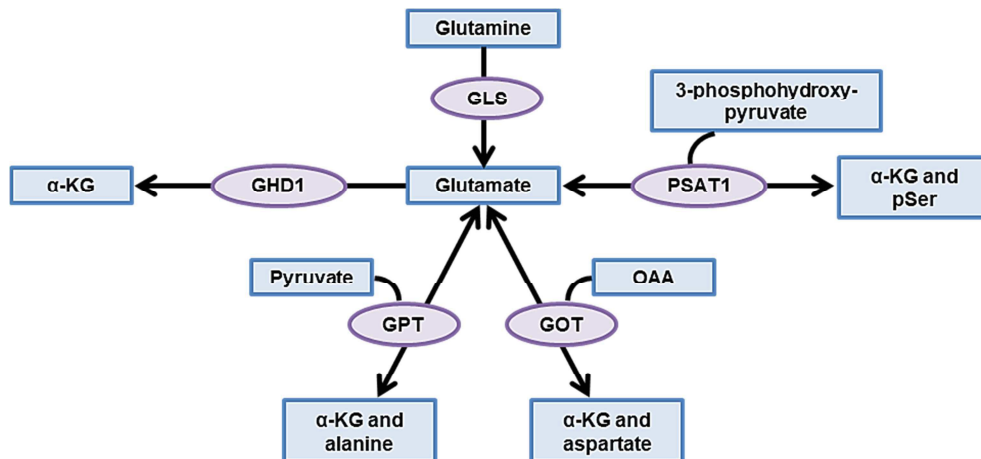 Glutamine
GLS
3-phosphohydroxy-
pyruvate
α-KG
GHD1
Glutamate
PSAT1
α-KG and
pSer
Pyruvate
OAA
GPT
GOT
α-KG and
alanine
α-KG and
aspartate